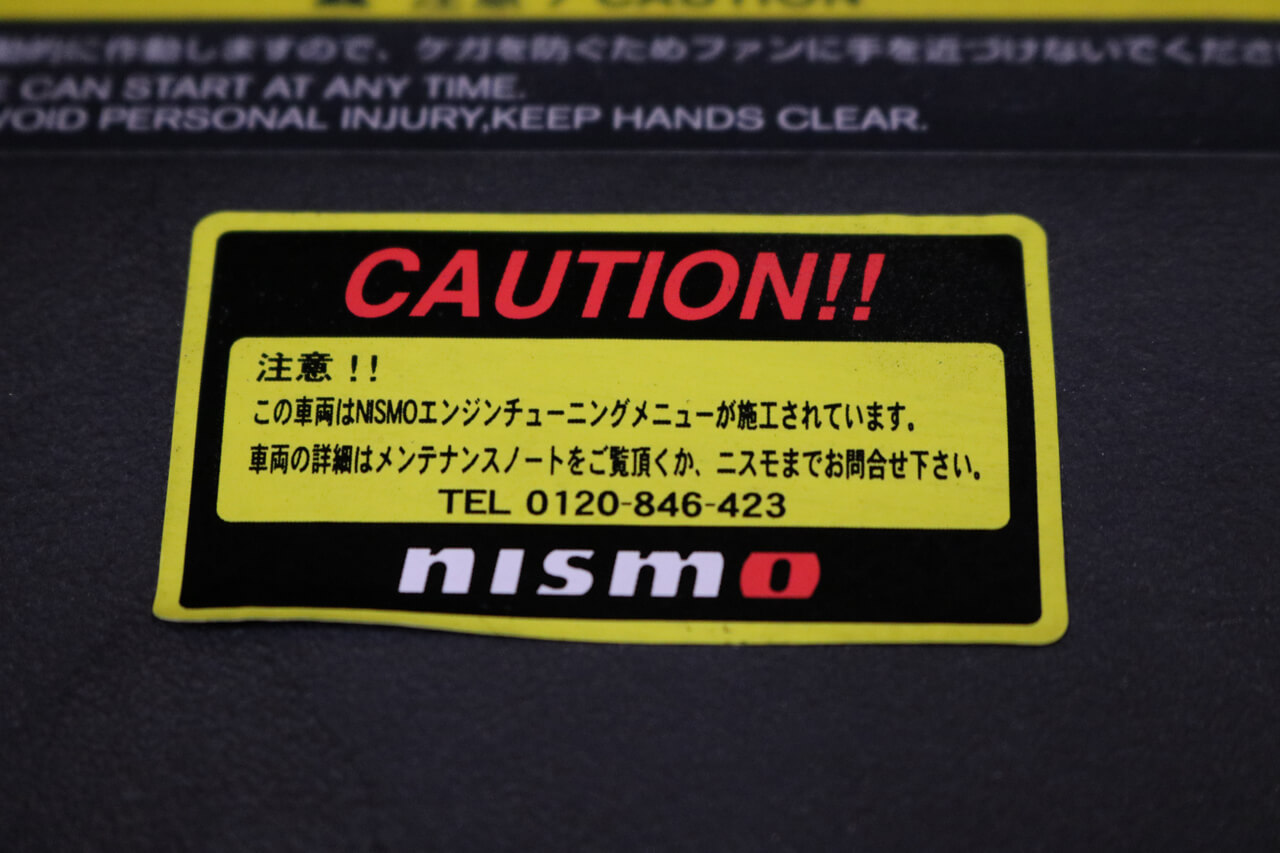 注意 / CAUTION
動的に作動しますので、ケガを防ぐためファンに手を近づけないでくださ
CAN START AT ANY TIME.
VOID PERSONAL INJURY,KEEP HANDS CLEAR.
CAUTION!!
注意!!
この車両はNISMOエンジンチューニングメニューが施工されています。
車両の詳細はメンテナンスノートをご覧頂くか、ニスモまでお問合せ下さい。
TEL 0120-846-423
nismo